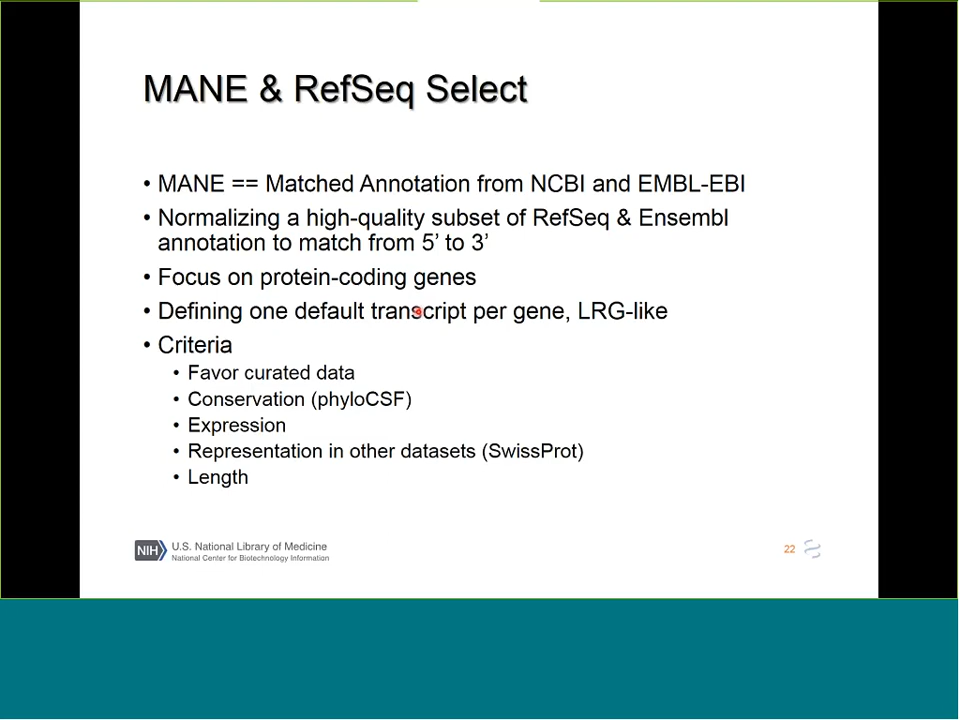 MANE & RefSeq Select
• MANE == Matched Annotation from NCBI and EMBL-EBI
• Normalizing a high-quality subset of RefSeq & Ensembl
annotation to match from 5’ to 3’
• Focus on protein-coding genes
• Defining one default transcript per gene, LRG-like
• Criteria
• Favor curated data
• Conservation (phyloCSF)
• Expression
• Representation in other datasets (SwissProt)
• Length
NIH U.S. National Library of Medicine
National Center for Biotechnology Information
22